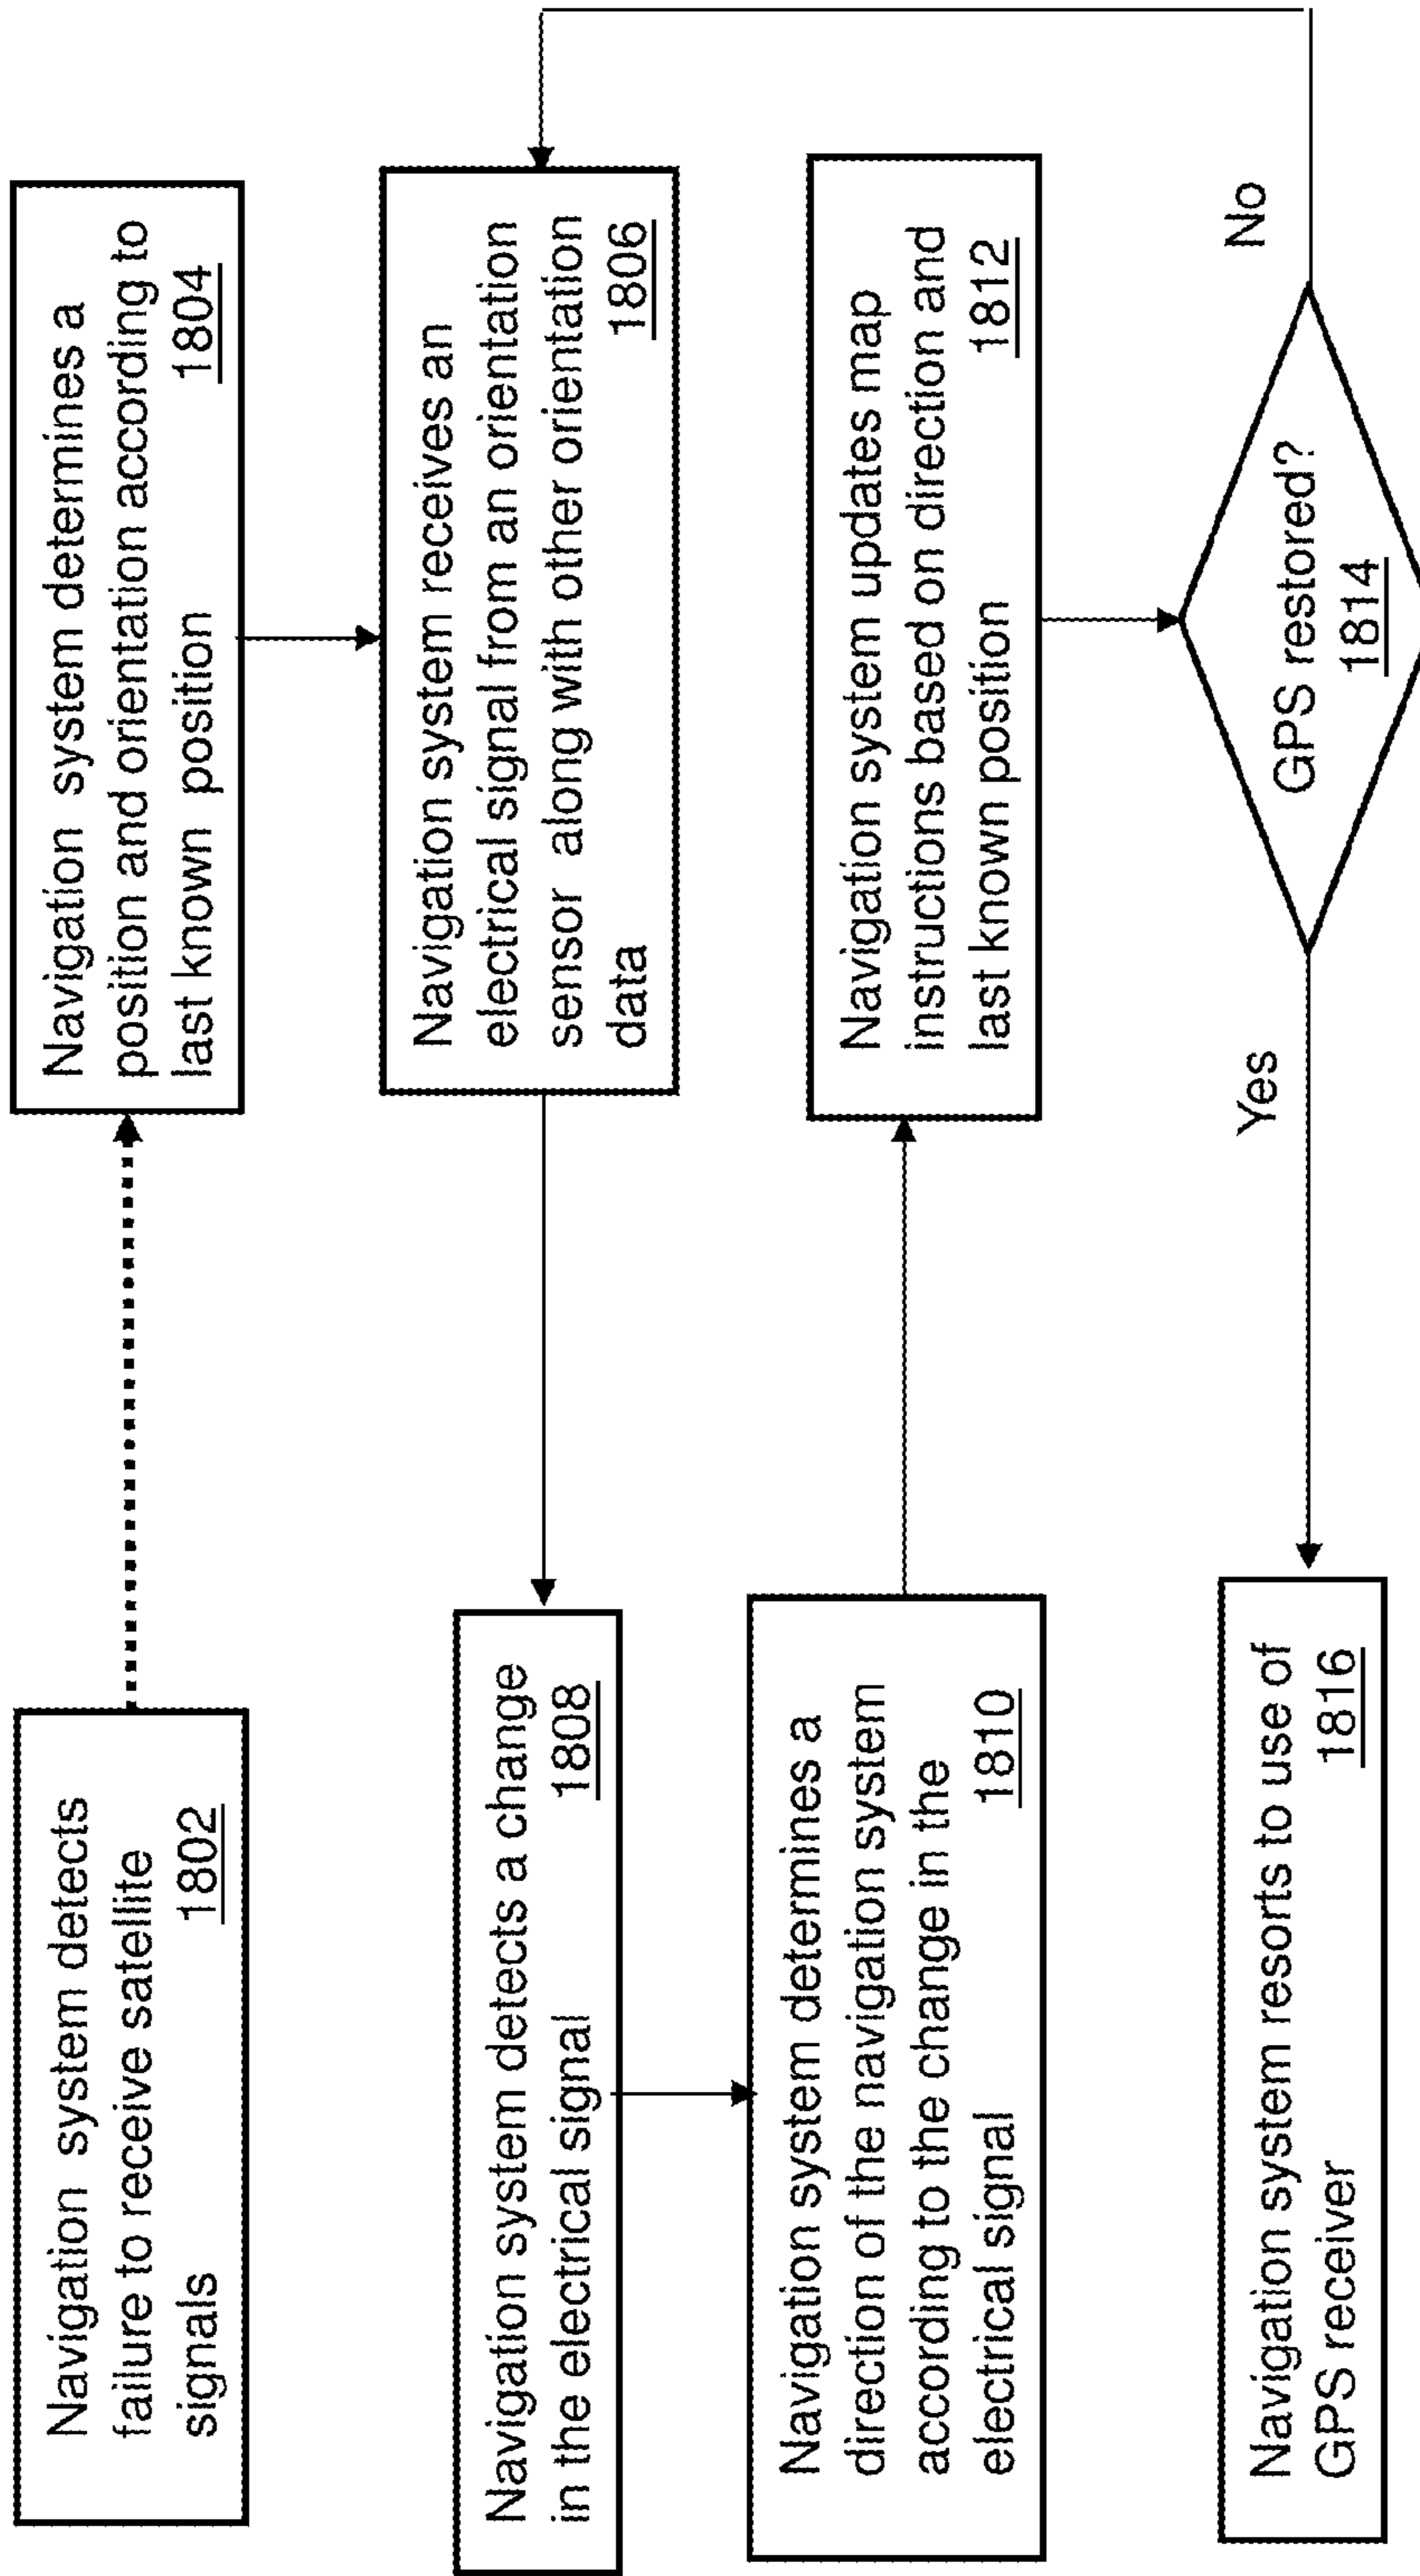 Navigation system detects
failure to receive satellite
signals 1802
Navigation system determines a
position and orientation according to
last known position 1804
Navigation system receives an
electrical signal from an orientation
sensor along with other orientation
data 1806
Navigation system detects a change
in the electrical signal 1808
Navigation system determines a
direction of the navigation system
according to the change in the
electrical signal 1810
Navigation system updates map
instructions based on direction and
last known position 1812
GPS restored?
1814
Yes
No
Navigation system resorts to use of
GPS receiver 1816